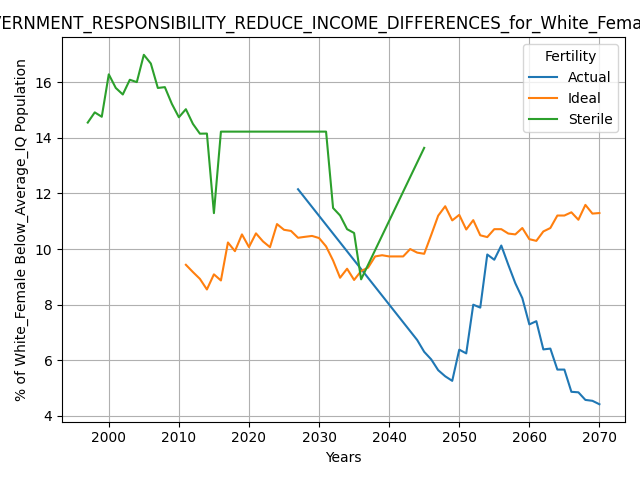 VERNMENT_RESPONSIBILITY_REDUCE_INCOME_DIFFERENCES_for_White_Fema
% of White_Female Below_Average_IQ Population
16
14
12
10
8
6
4
Fertility
Actual
Ideal
Sterile
2000 2010 2020 2030 2040 2050 2060 2070
Years